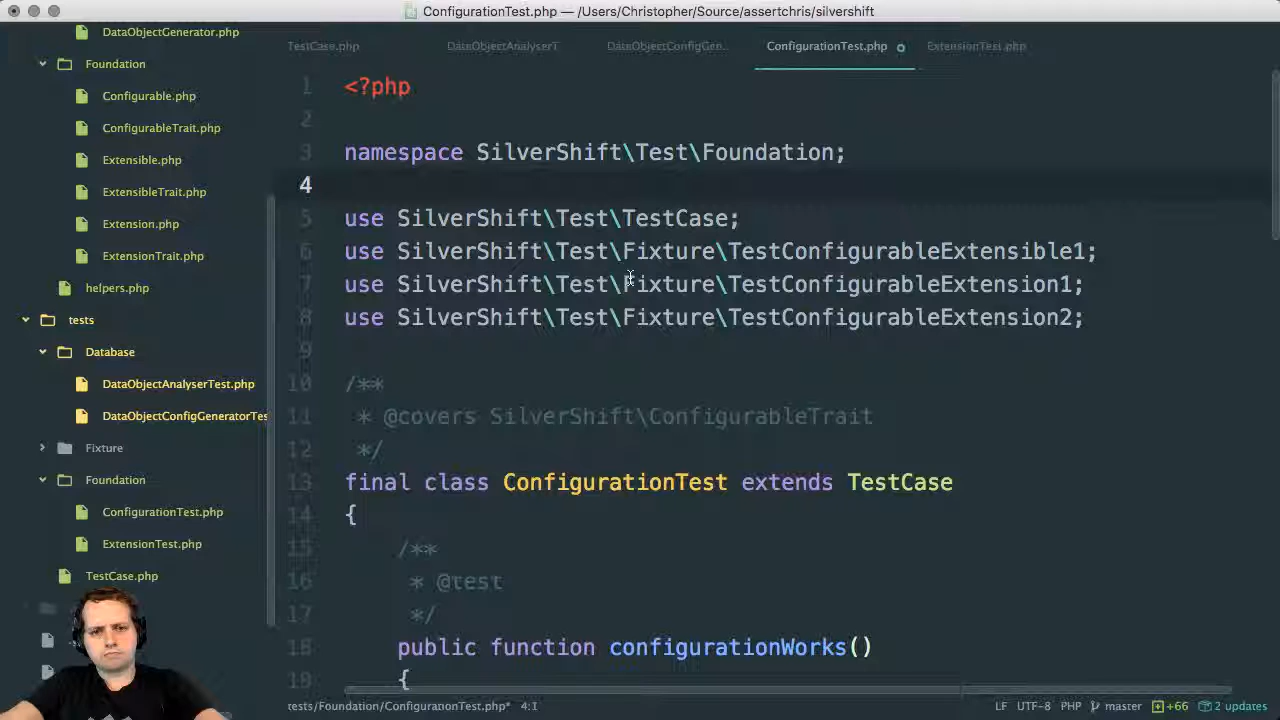 ConfigurationTest.php — /Users/Christopher/Source/assertchris/silvershift
DataObjectGenerator.php
Foundation
Configurable.php
ConfigurableTrait.php
Extensible.php
ExtensibleTrait.php
Extension.php
ExtensionTrait.php
helpers.php
tests
Database
DataObjectAnalyserTest.php
DataObjectConfigGeneratorTes
Fixture
Foundation
ConfigurationTest.php
ExtensionTest.php
TestCase.php
TestCase.php
DataObjectAnalyserT
DataObjectConfigGen...
ConfigurationTest.php
ExtensionTest.php
1 <?php
2
3 namespace SilverShift\Test\Foundation;
4
5 use SilverShift\Test\TestCase;
6 use SilverShift\Test\Fixture\TestConfigurableExtensible1;
7 use SilverShift\Test\Fixture\TestConfigurableExtension1;
8 use SilverShift\Test\Fixture\TestConfigurableExtension2;
9
10 /**
11 * @covers SilverShift\ConfigurableTrait
12 */
13 final class ConfigurationTest extends TestCase
14 {
15 /**
16 * @test
17 */
18 public function configurationWorks()
19 {
tests/Foundation/ConfigurationTest.php* 4:1
LF UTF-8 PHP master +66 2 updates